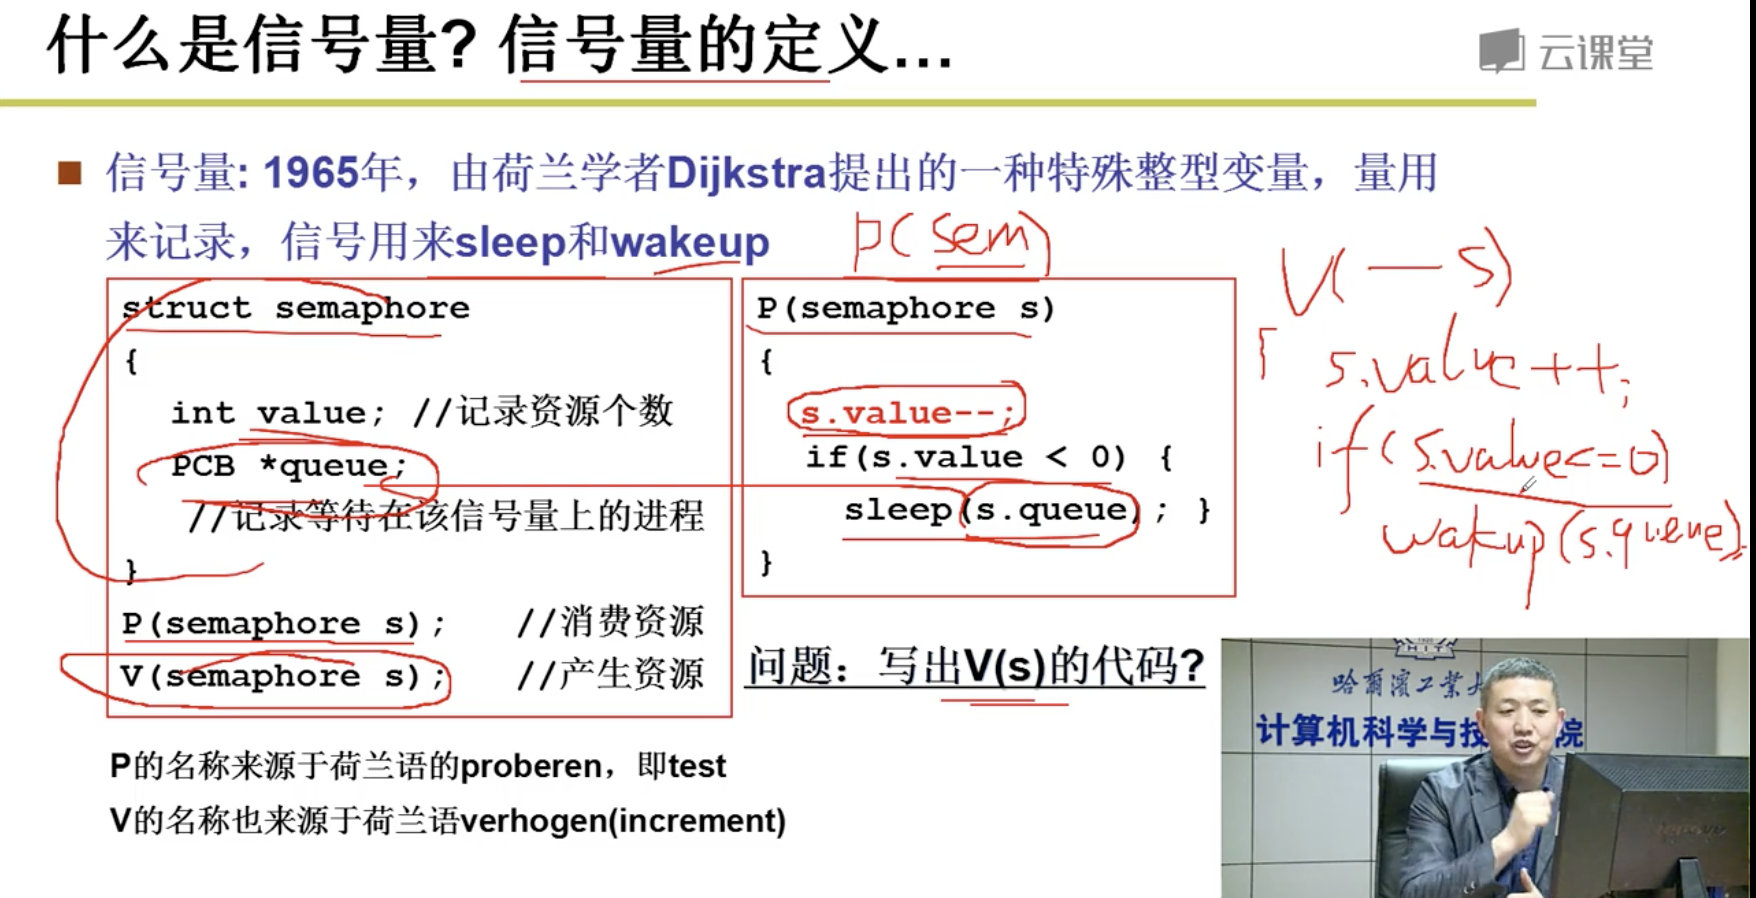 什么是信号量? 信号量的定义...
云课堂
信号量: 1965年，由荷兰学者Dijkstra提出的一种特殊整型变量，量用
来记录，信号用来sleep和wakeup
P(sem)
struct semaphore
{
int value; //记录资源个数
PCB *queue;
//记录等待在该信号量上的进程
}
P(semaphore s); //消费资源
V(semaphore s); //产生资源
P(semaphore s)
{
s.value--;
if(s.value < 0) {
sleep(s.queue); }
}
V(— s)
s.value++;
if(s.value<=0)
wakup(s.queue);
问题：写出V(s)的代码?
P的名称来源于荷兰语的proberen，即test
V的名称也来源于荷兰语verhogen(increment)
哈爾濱工業大
计算机科学与技 院